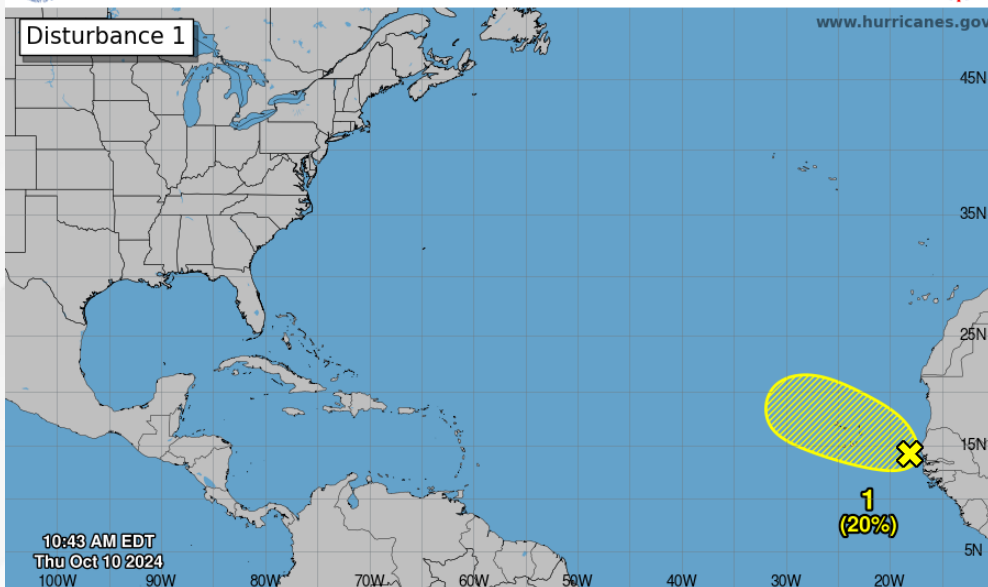 Disturbance 1
www.hurricanes.gov
45N
35N
25N
15N
1
(20%)
10:43 AM EDT
Thu Oct 10 2024
5N
100W 90W 80W 70W 60W 50W 40W 30W 20W